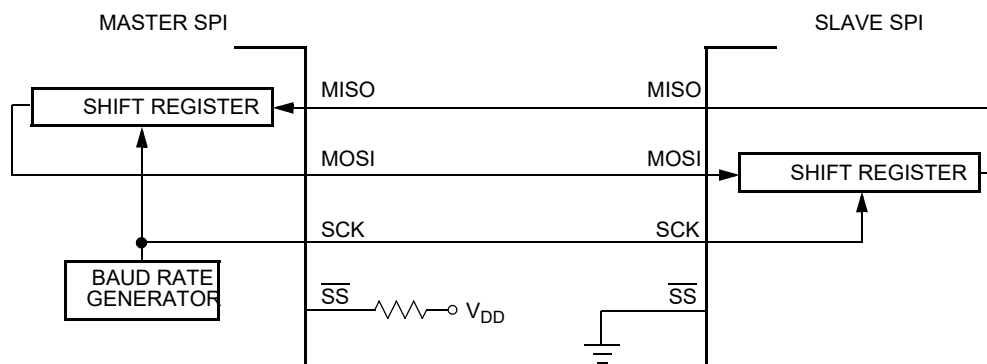 MASTER SPI
SLAVE SPI
SHIFT REGISTER
MISO
MISO
MOSI
MOSI
SHIFT REGISTER
SCK
SCK
BAUD RATE
GENERATOR
SS
VDD
SS